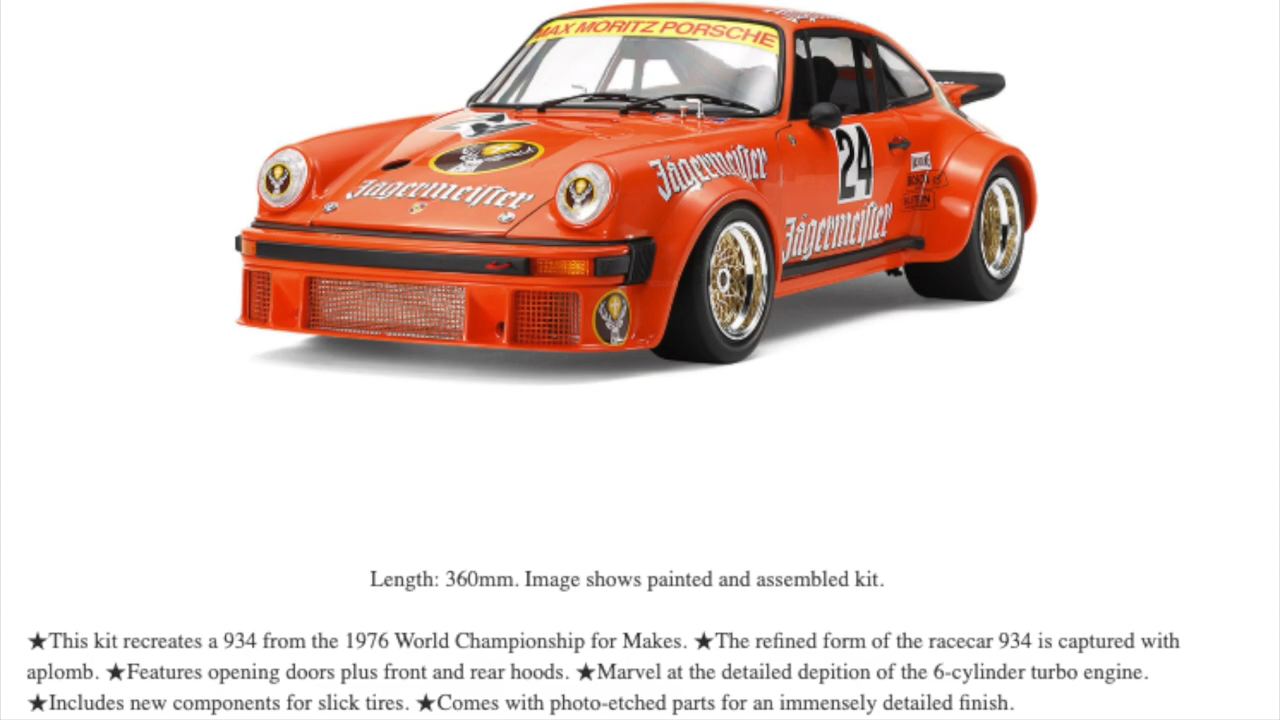 MAX MORITZ PORSCHE
Jägermeister
Jägermeister
24
Jägermeister
Length: 360mm. Image shows painted and assembled kit.
★This kit recreates a 934 from the 1976 World Championship for Makes. ★The refined form of the racecar 934 is captured with
aplomb. ★Features opening doors plus front and rear hoods. ★Marvel at the detailed depition of the 6-cylinder turbo engine.
★Includes new components for slick tires. ★Comes with photo-etched parts for an immensely detailed finish.